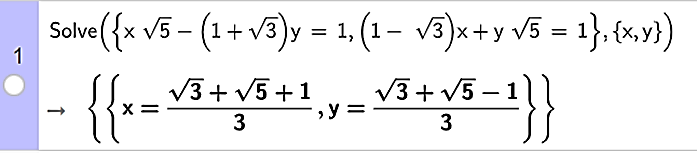 Solve({x √5 − (1+√3)y = 1, (1− √3)x+y √5 = 1},{x,y})
1
→ {{x = (√3 + √5 + 1)/3, y = (√3 + √5 − 1)/3}}